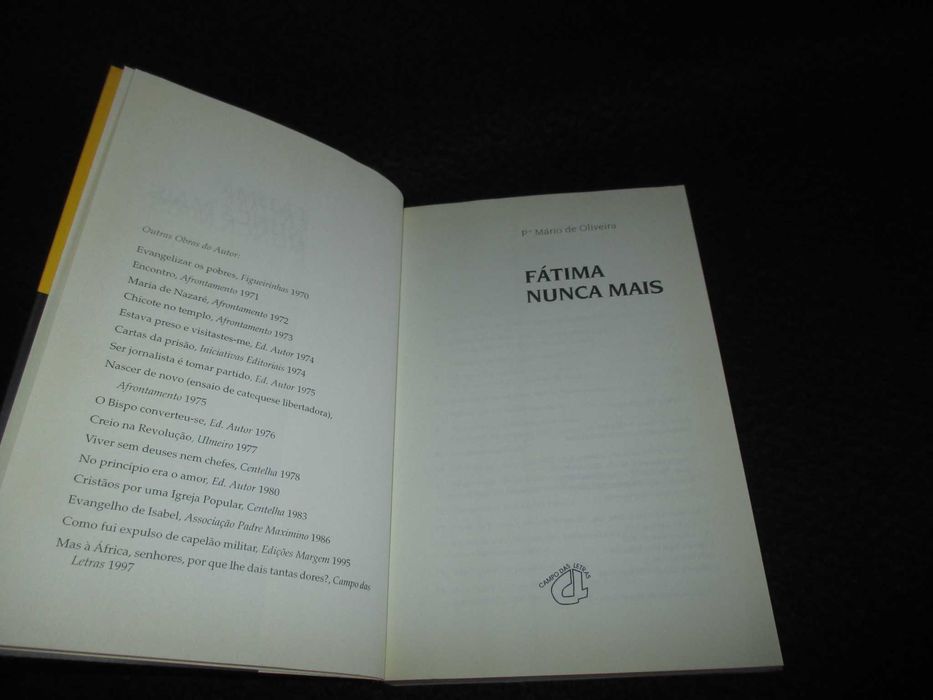 Outras Obras do Autor:
Evangelizar os pobres, Figueirinhas 1970
Encontro, Afrontamento 1971
Maria de Nazaré, Afrontamento 1972
Chicote no templo, Afrontamento 1973
Estava preso e visitastes-me, Ed. Autor 1974
Cartas da prisão, Iniciativas Editoriais 1974
Ser jornalista é tomar partido, Ed. Autor 1975
Nascer de novo (ensaio de catequese libertadora),
Afrontamento 1975
O Bispo converteu-se, Ed. Autor 1976
Creio na Revolução, Ulmeiro 1977
Viver sem deuses nem chefes, Centelha 1978
No princípio era o amor, Ed. Autor 1980
Cristãos por uma Igreja Popular, Centelha 1983
Evangelho de Isabel, Associação Padre Maximino 1986
Como fui expulso de capelão militar, Edições Margem 1995
Mas à África, senhores, por que lhe dais tantas dores?, Campo das
Letras 1997
Pe Mário de Oliveira
FÁTIMA
NUNCA MAIS
CAMPO DAS LETRAS